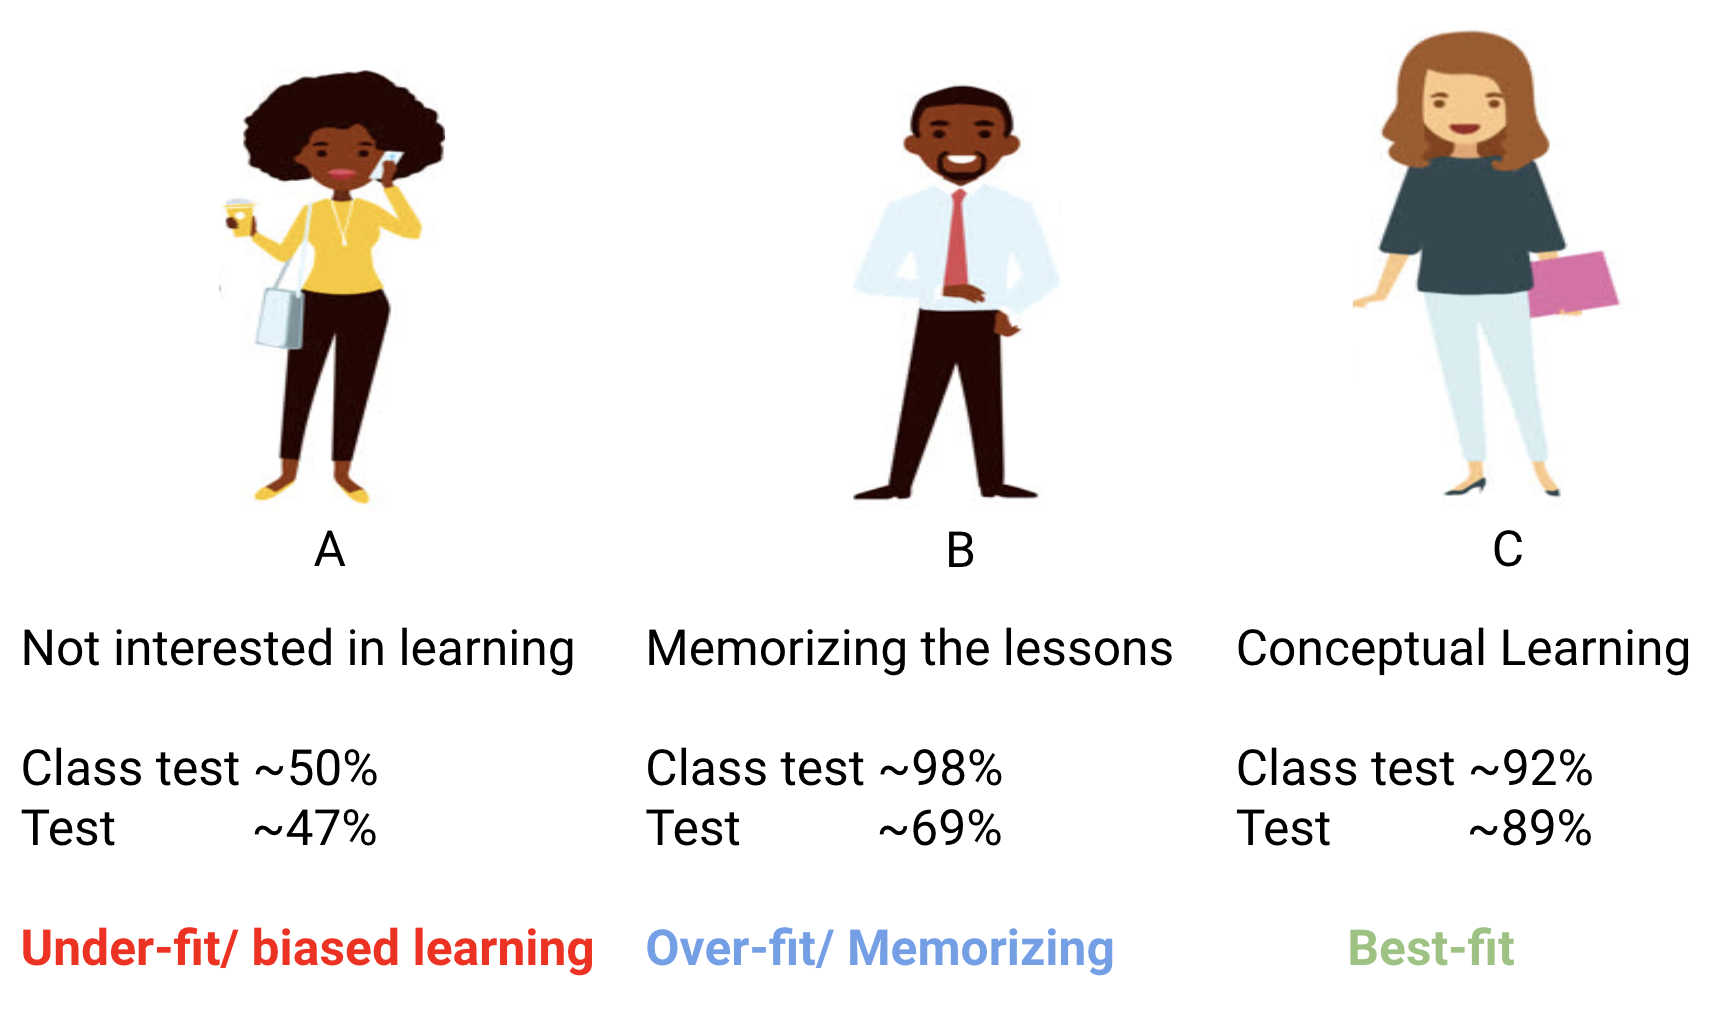 A
Not interested in learning
Class test ~50%
Test ~47%
Under-fit/ biased learning
B
Memorizing the lessons
Class test ~98%
Test ~69%
Over-fit/ Memorizing
C
Conceptual Learning
Class test ~92%
Test ~89%
Best-fit